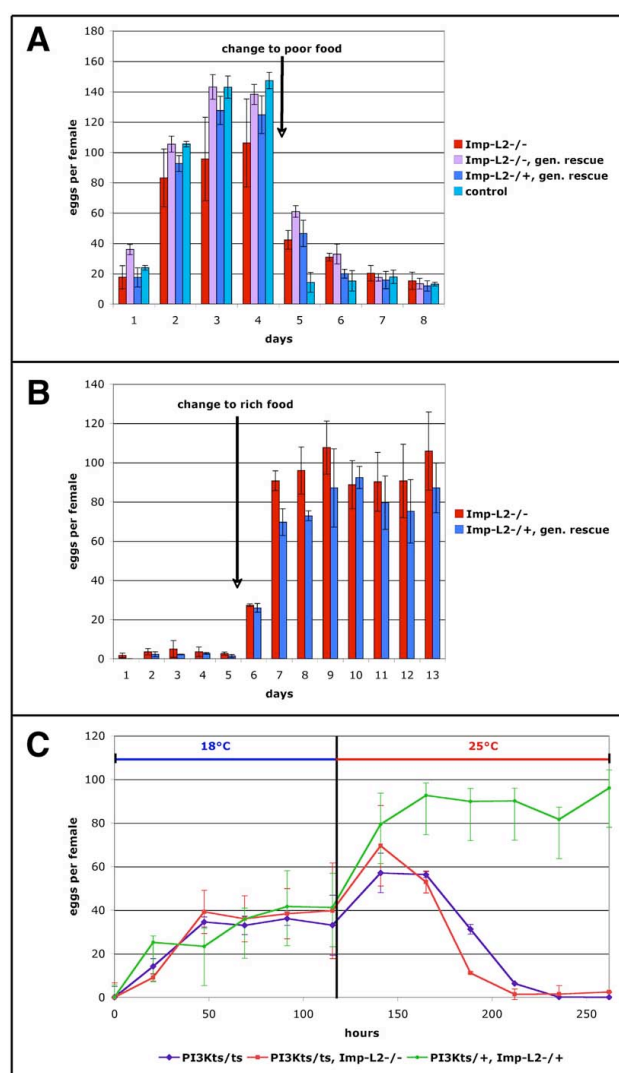 A
change to poor food
180
160
140
120
100
80
60
40
20
0
eggs per female
1 2 3 4 5 6 7 8
days
Imp-L2-/-
Imp-L2-/-, gen. rescue
Imp-L2-/+, gen. rescue
control
B
change to rich food
140
120
100
80
60
40
20
0
eggs per female
1 2 3 4 5 6 7 8 9 10 11 12 13
days
Imp-L2-/-
Imp-L2-/+, gen. rescue
C
18°C 25°C
120
100
80
60
40
20
0
eggs per female
0 50 100 150 200 250
hours
PI3Kts/ts PI3Kts/ts, Imp-L2-/- PI3Kts/+, Imp-L2-/+